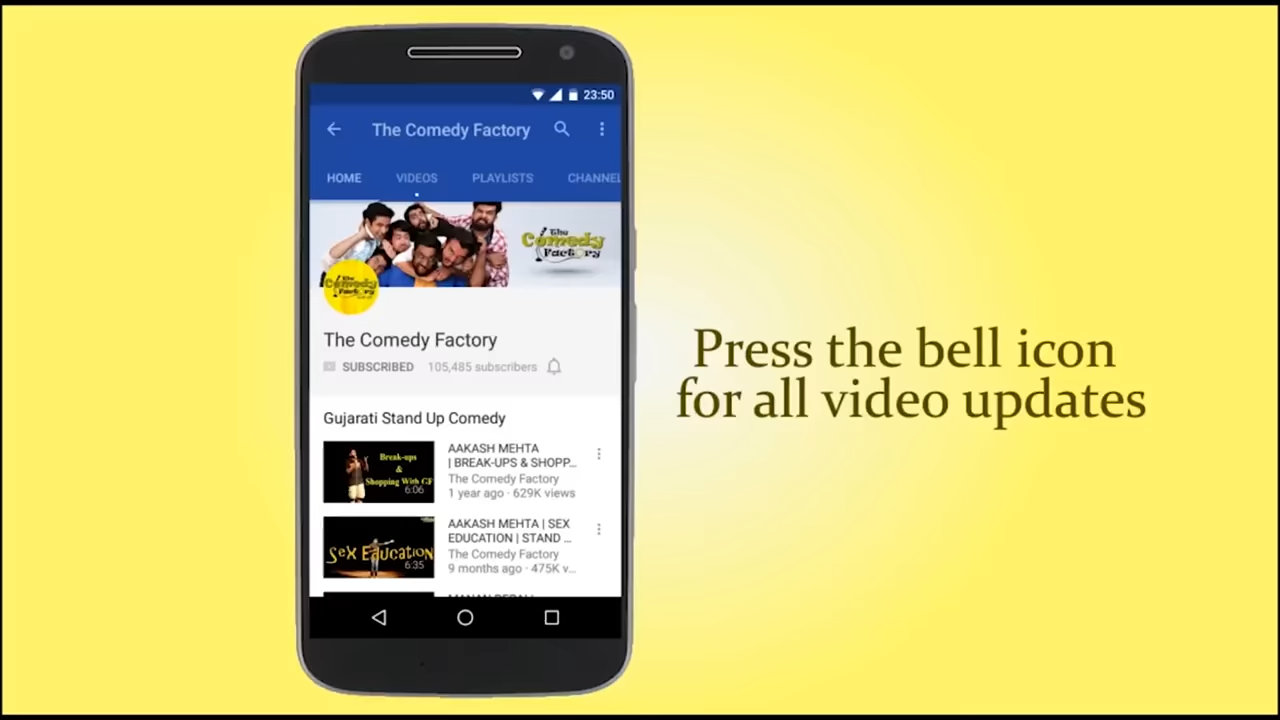 23:50
The Comedy Factory
HOME VIDEOS PLAYLISTS CHANNEL
The
Comedy
Factory
The
Comedy
Factory
The Comedy Factory
SUBSCRIBED 105,485 subscribers
Gujarati Stand Up Comedy
Break-ups
&
Shopping With GF
6:06
AAKASH MEHTA
| BREAK-UPS & SHOPP...
The Comedy Factory
1 year ago · 629K views
Sex Education
6:35
AAKASH MEHTA | SEX
EDUCATION | STAND ...
The Comedy Factory
9 months ago · 475K v...
Press the bell icon
for all video updates